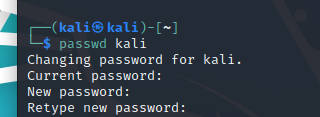 ┌──(kali㉿kali)-[~]
└─$ passwd kali
Changing password for kali.
Current password:
New password:
Retype new password: